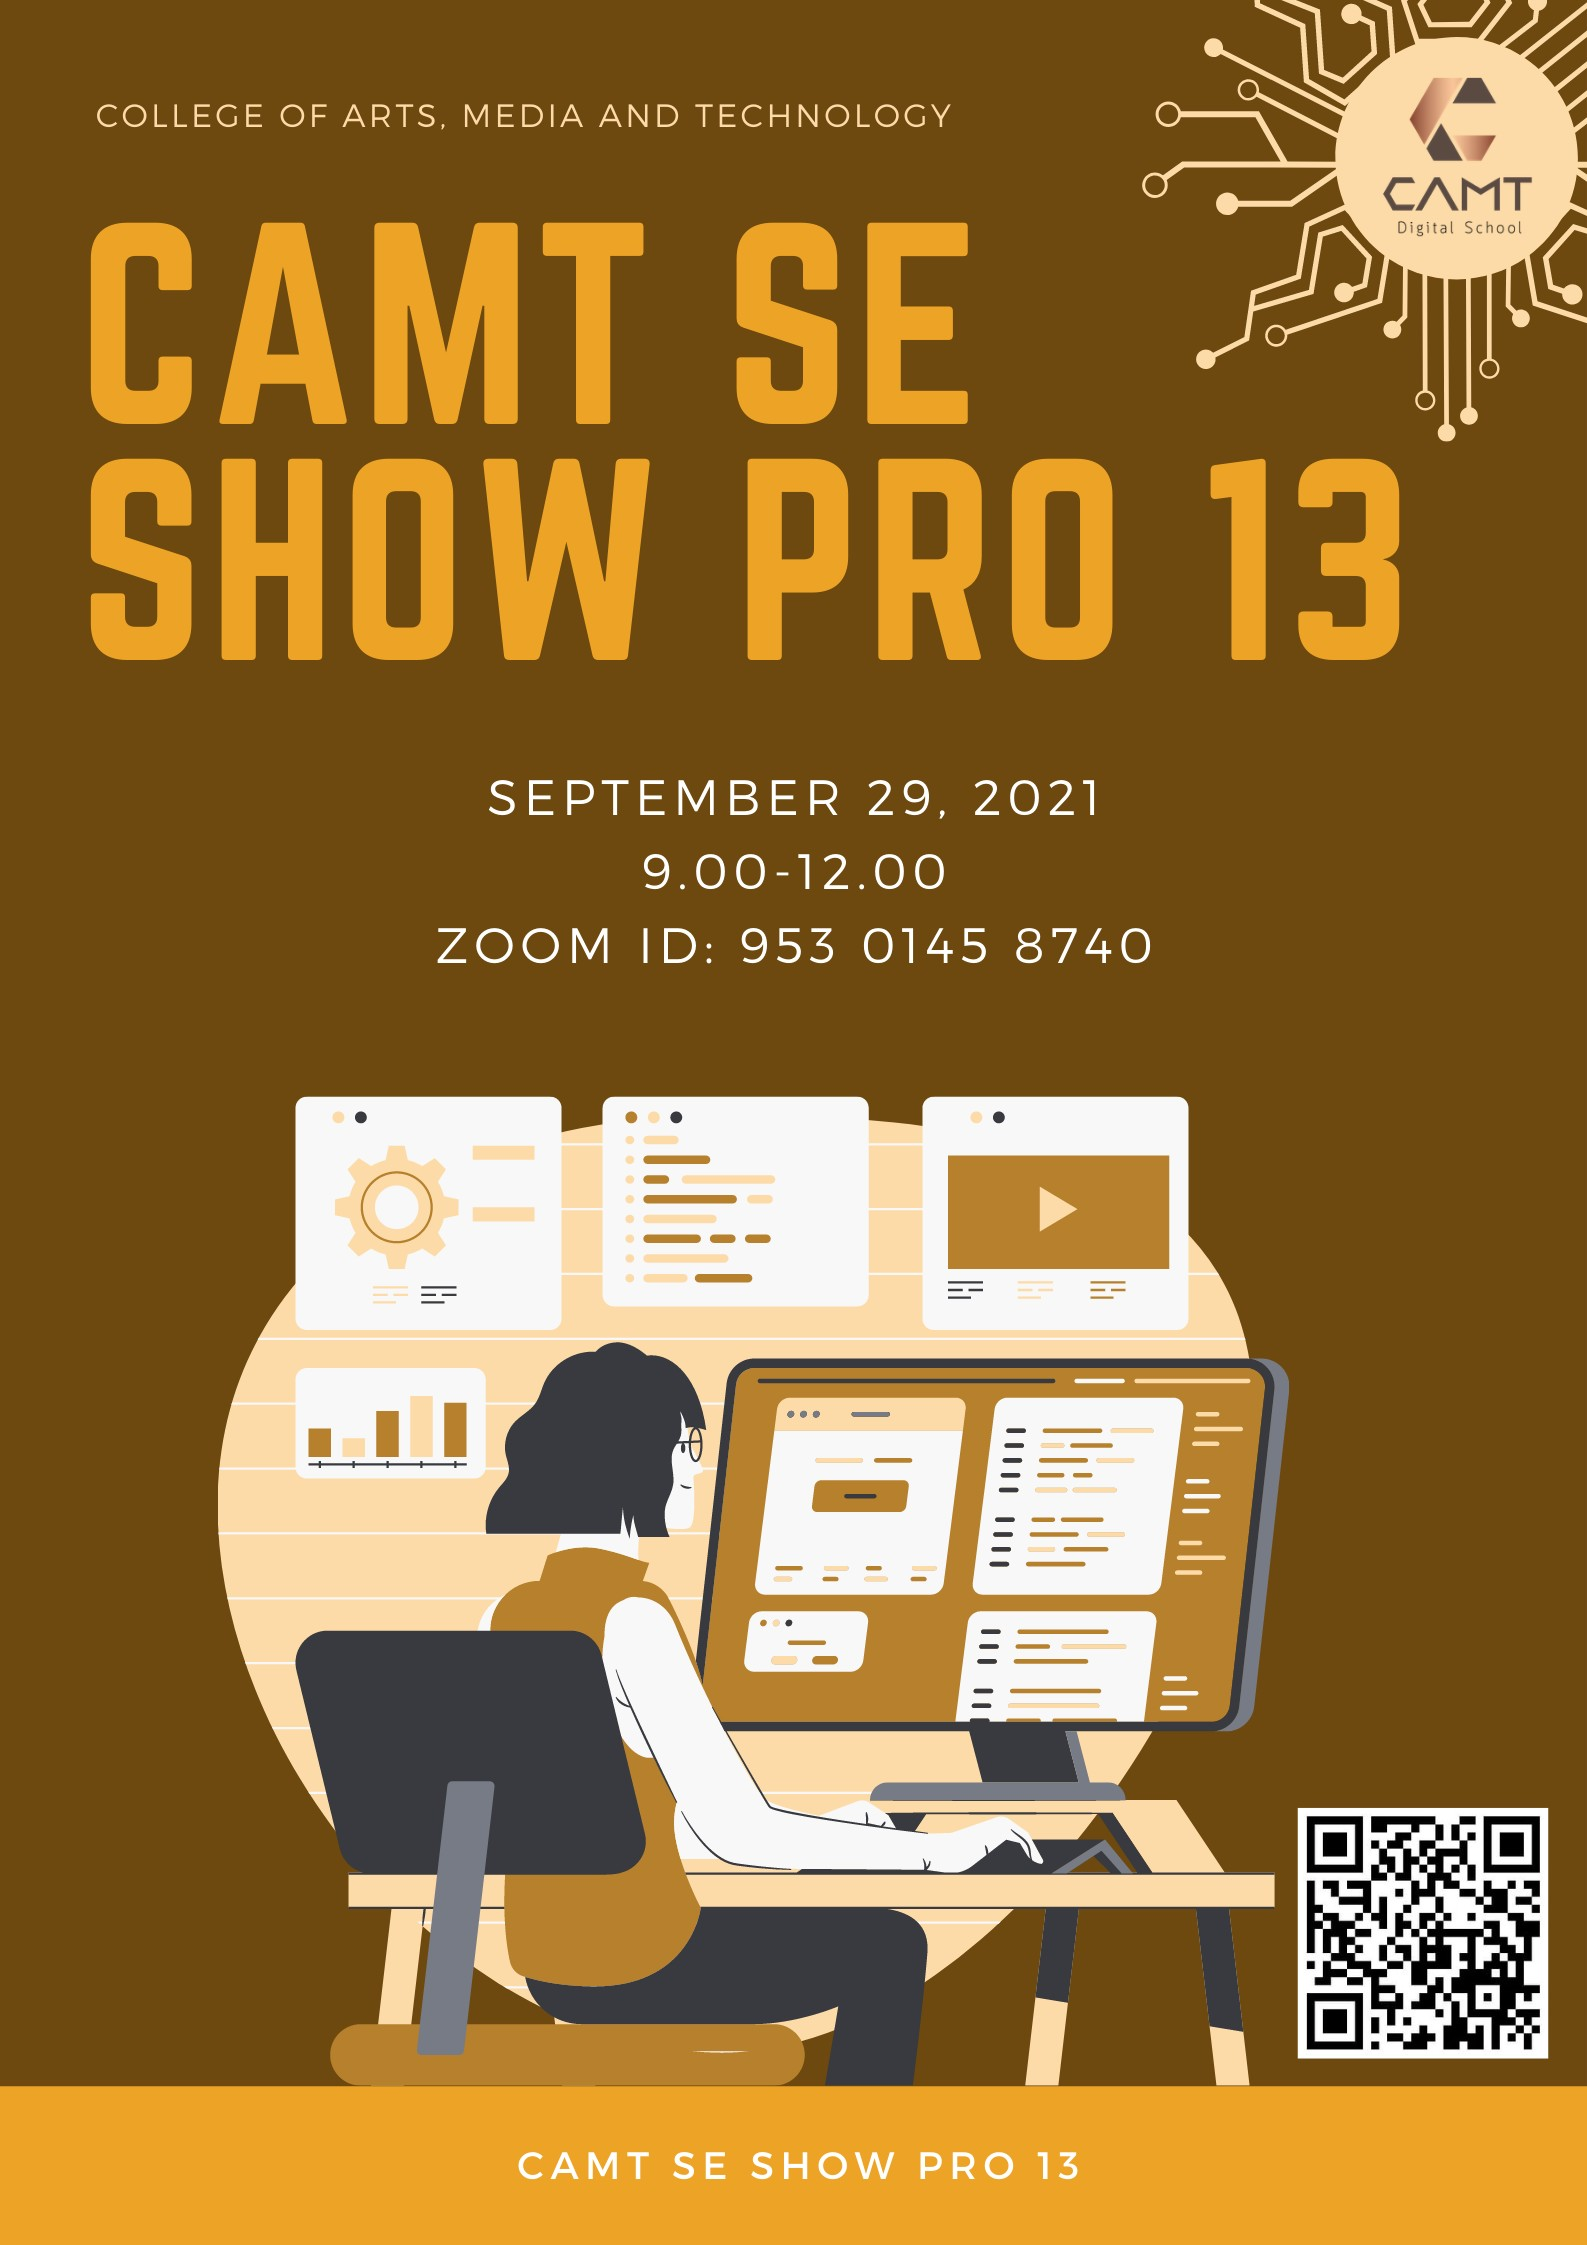 COLLEGE OF ARTS, MEDIA AND TECHNOLOGY
CAMT
Digital School
CAMT SE
SHOW PRO 13
SEPTEMBER 29, 2021
9.00-12.00
ZOOM ID: 953 0145 8740
CAMT SE SHOW PRO 13